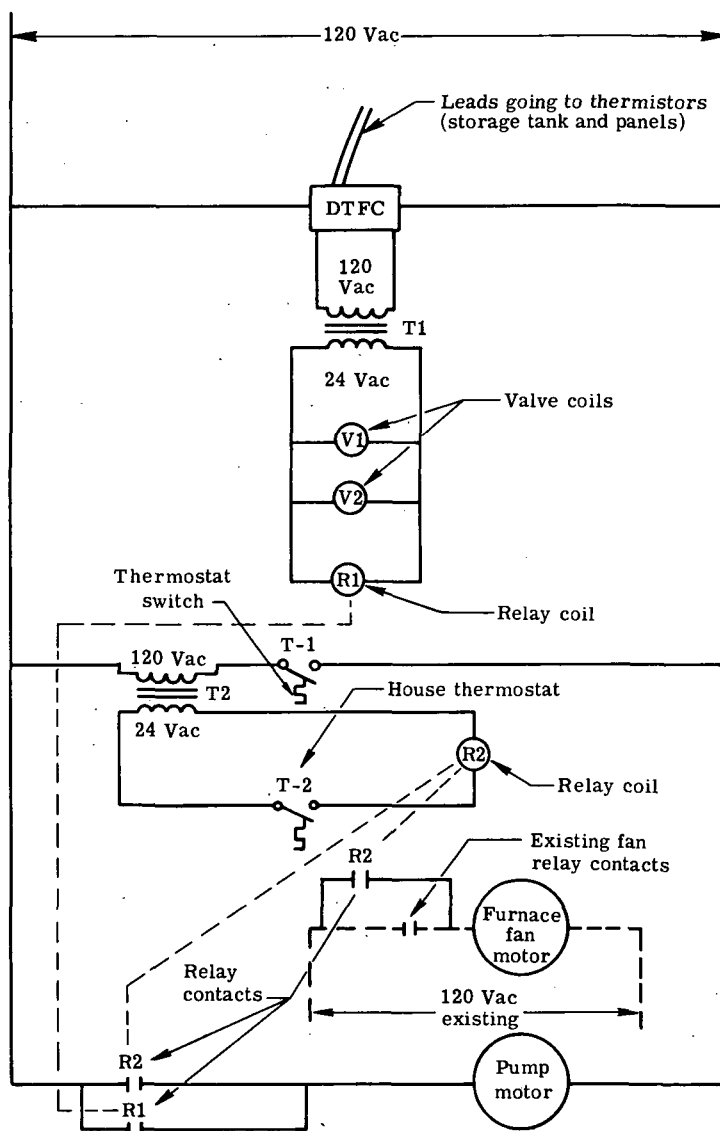 120 Vac
Leads going to thermistors
(storage tank and panels)
DTFC
120
Vac
T1
24 Vac
Valve coils
V1
V2
Thermostat
switch
R1
Relay coil
T-1
120 Vac
T2
House thermostat
24 Vac
R2
T-2
Relay coil
Existing fan
relay contacts
R2
Furnace
fan
motor
Relay
contacts
120 Vac
existing
R2
Pump
motor
R1